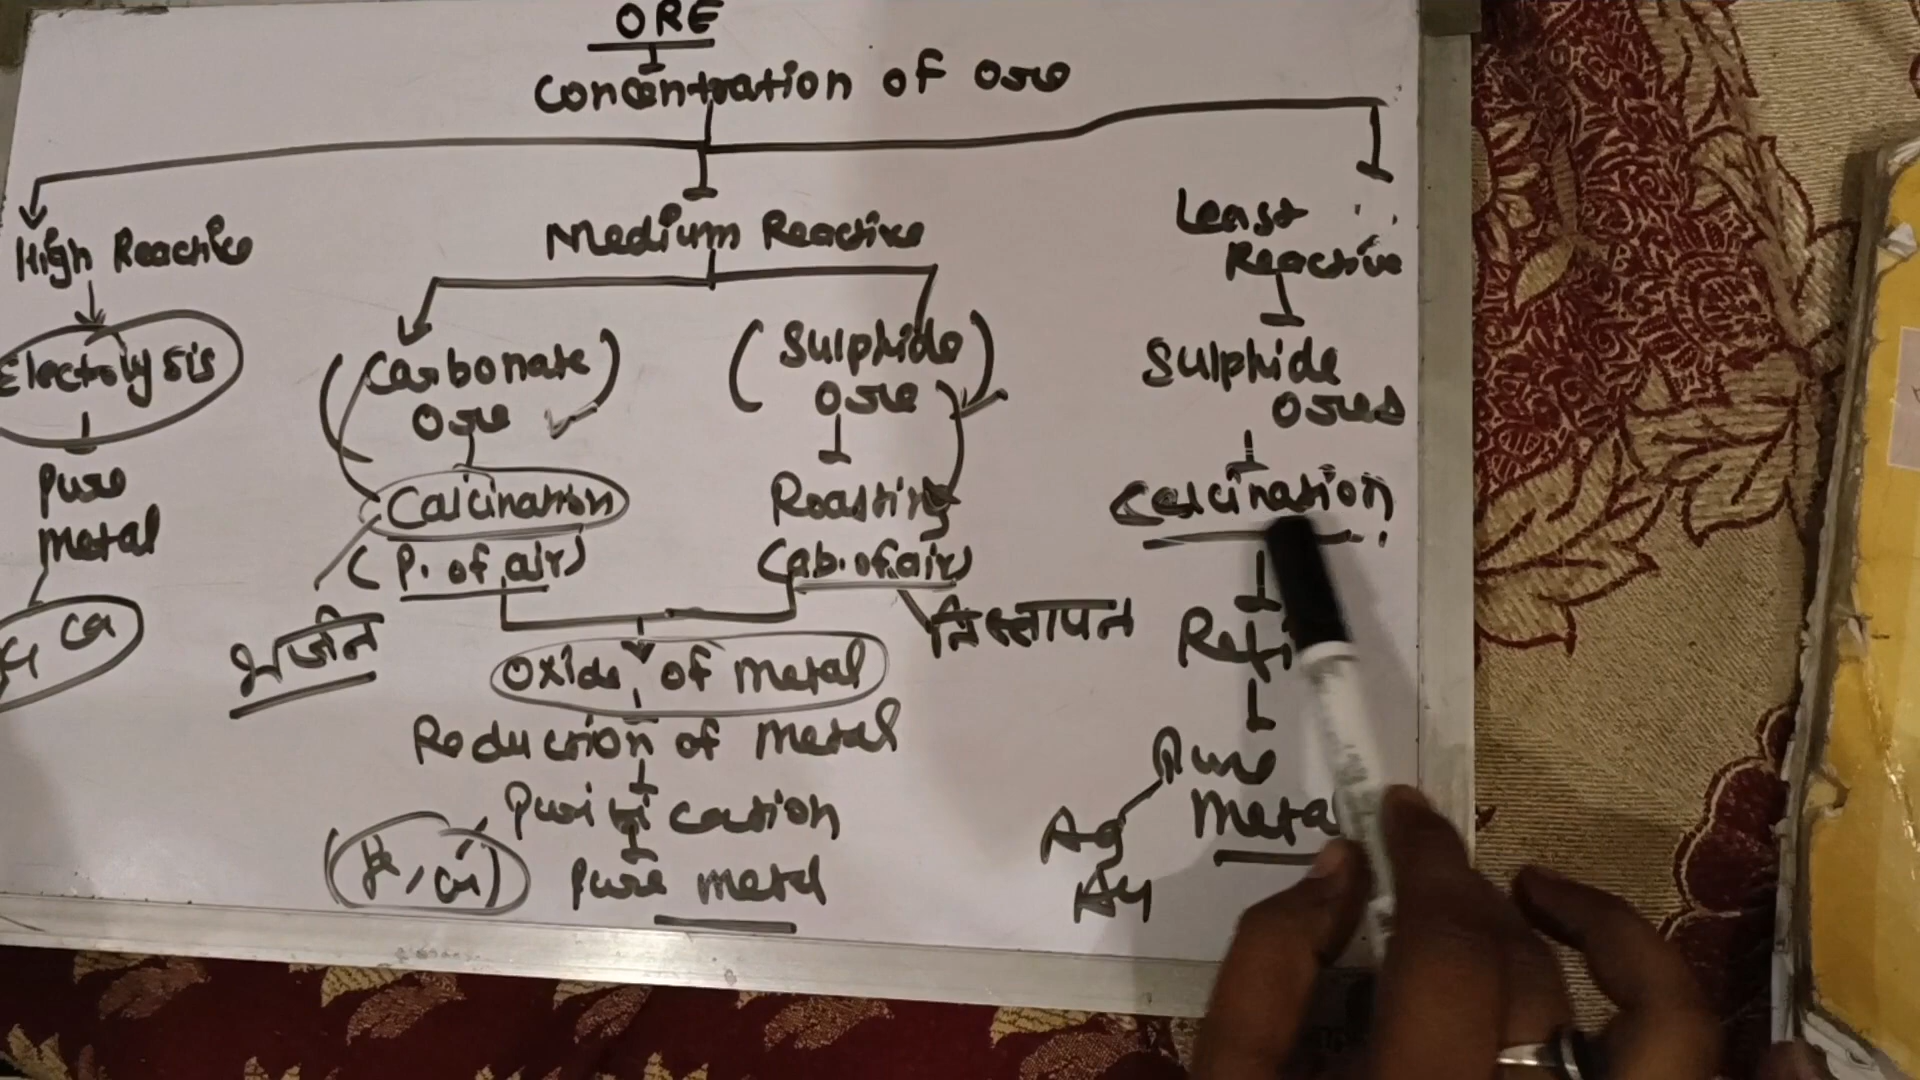 ORE
Concentration of ore
High Reactive
Electrolysis
Pure
metal
Ca
Medium Reactive
(Carbonate)
Ore
Calcination
(P. of air)
भर्जन
(Sulphide)
Ore
Roasting
(ab. of air)
निस्तापन
Oxide of metal
Reduction of metal
Purification
Pure metal
Least
Reactive
Sulphide
Ores
Calcination
Refi
Pure
Metal
Ag
Au